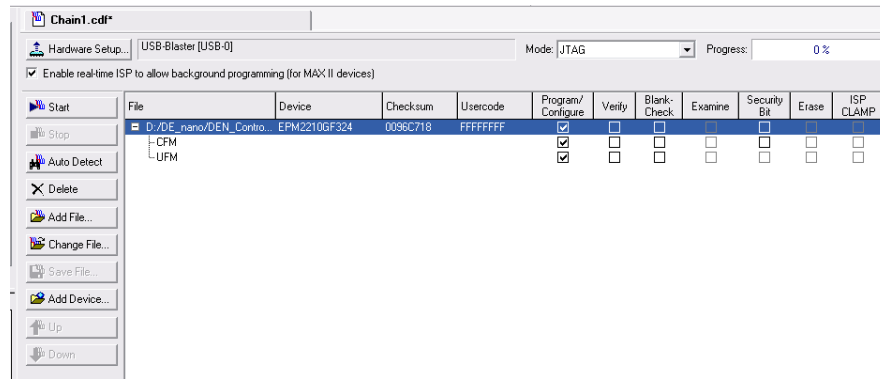 Chain1.cdf*
Hardware Setup... USB-Blaster [USB-0] Mode: JTAG Progress: 0 %
Enable real-time ISP to allow background programming (for MAX II devices)
Start
Stop
Auto Detect
Delete
Add File...
Change File...
Save File...
Add Device...
Up
Down
File Device Checksum Usercode Program/ Configure Verify Blank- Check Examine Security Bit Erase ISP CLAMP
D:/DE_nano/DEN_Contro... EPM2210GF324 0096C718 FFFFFFFF
CFM
UFM